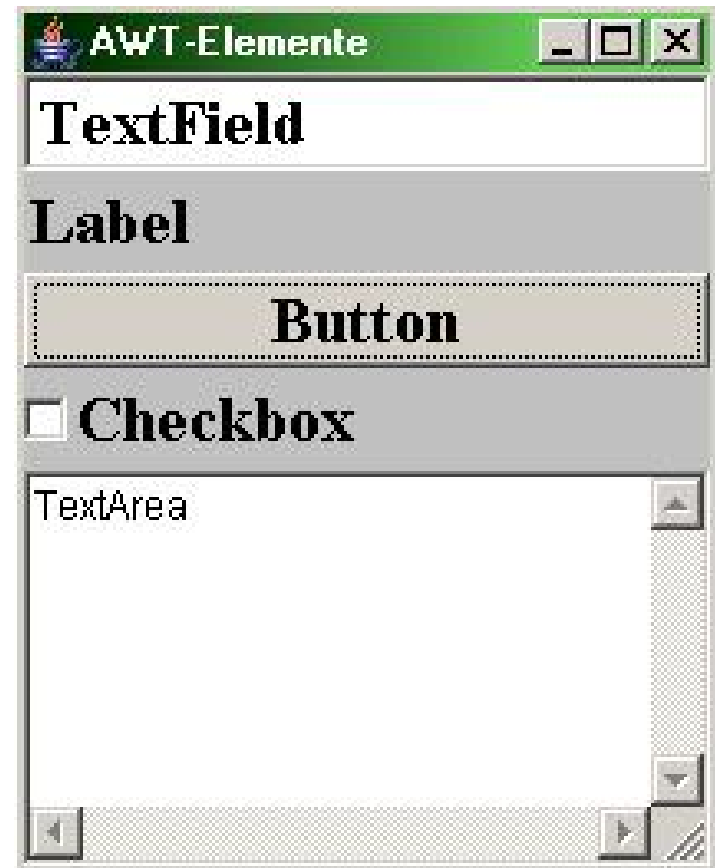 AWT-Elemente
TextField
Label
Button
Checkbox
TextArea